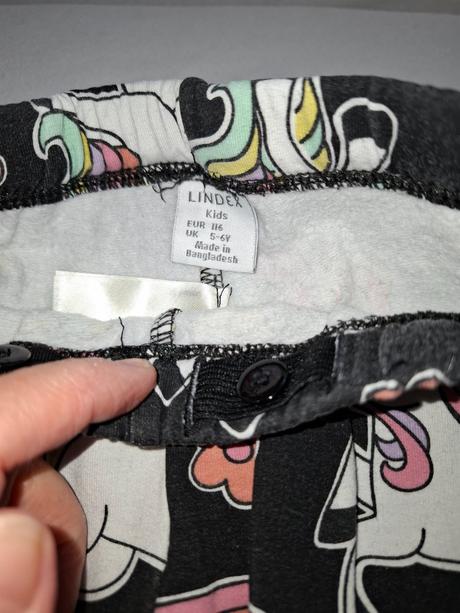 LINDEX
Kids
EUR 116
UK 5-6Y
Made in
Bangladesh